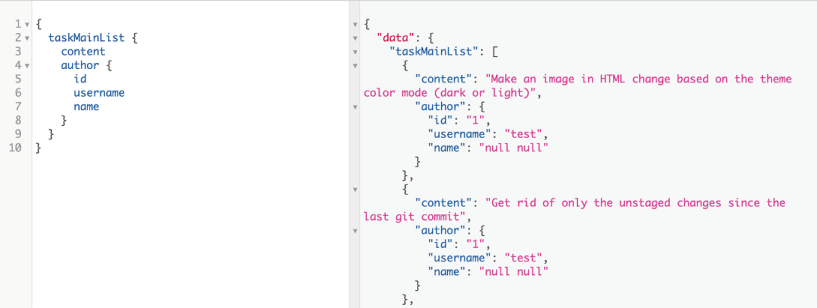 1 {
2 taskMainList {
3 content
4 author {
5 id
6 username
7 name
8 }
9 }
10 }
{
"data": {
"taskMainList": [
{
"content": "Make an image in HTML change based on the theme
color mode (dark or light)",
"author": {
"id": "1",
"username": "test",
"name": "null null"
}
},
{
"content": "Get rid of only the unstaged changes since the
last git commit",
"author": {
"id": "1",
"username": "test",
"name": "null null"
}
},